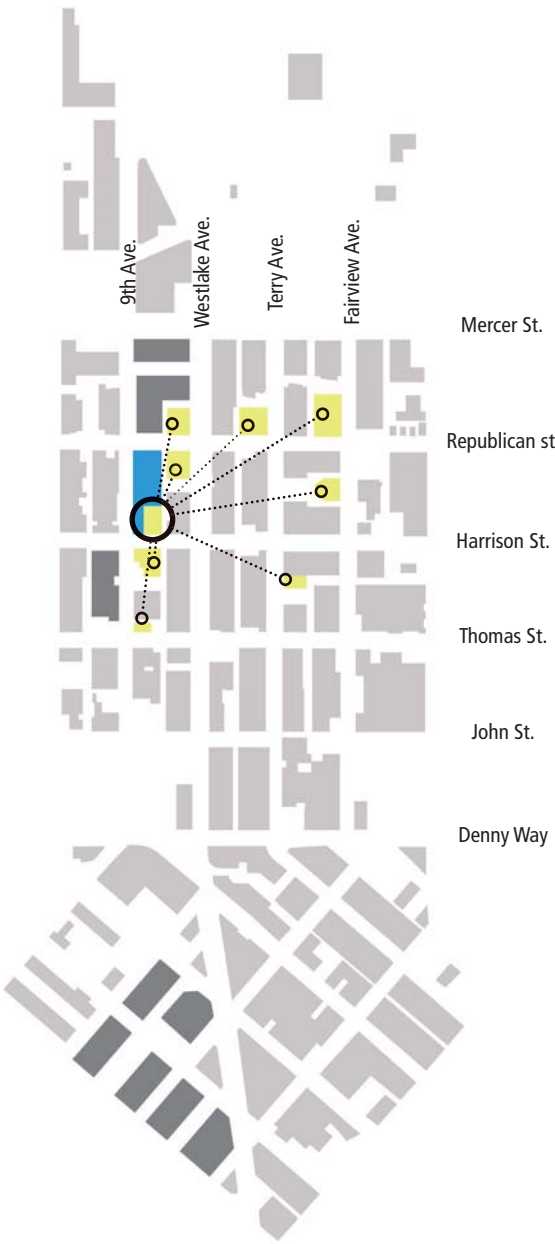 9th Ave.
Westlake Ave.
Terry Ave.
Fairview Ave.
Mercer St.
Republican st
Harrison St.
Thomas St.
John St.
Denny Way